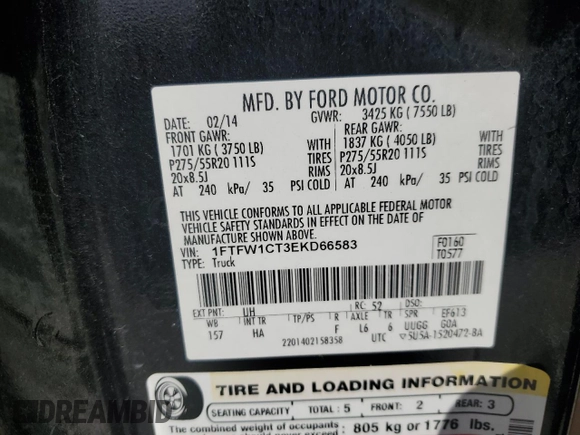 MFD. BY FORD MOTOR CO.
DATE: 02/14 GVWR: 3425 KG ( 7550 LB)
FRONT GAWR: REAR GAWR:
1701 KG ( 3750 LB) WITH 1837 KG ( 4050 LB) WITH
P275/55R20 111S TIRES P275/55R20 111S TIRES
20x8.5J RIMS 20x8.5J RIMS
AT 240 kPa/ 35 PSI COLD AT 240 kPa/ 35 PSI COLD
THIS VEHICLE CONFORMS TO ALL APPLICABLE FEDERAL MOTOR
VEHICLE SAFETY STANDARDS IN EFFECT ON THE DATE OF
MANUFACTURE SHOWN ABOVE.
VIN: 1FTFW1CT3EKD66583 F0160
TYPE: Truck T0577
EXT PNT: UH RC: 52 DSO:
WB INT TR TP/PS R AXLE TR SPR EF613
157 HA F L6 6 UUGG G0A
2201402158358 UTC 5U5A-1520472-BA
TIRE AND LOADING INFORMATION
SEATING CAPACITY TOTAL : 5 FRONT: 2 REAR: 3
The combined weight of occupants 805 kg or 1776 lbs.
DREAMBID